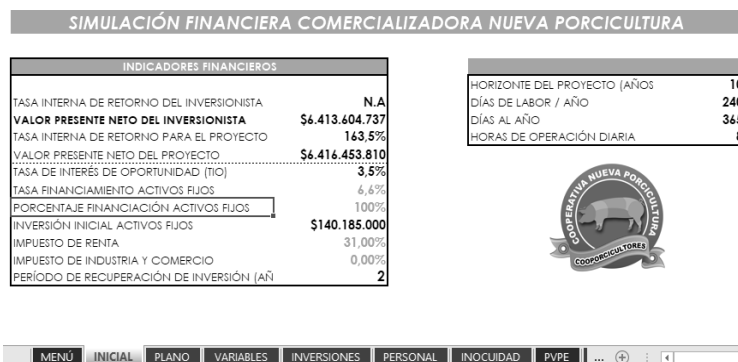 SIMULACIÓN FINANCIERA COMERCIALIZADORA NUEVA PORCICULTURA
INDICADORES FINANCIEROS
TASA INTERNA DE RETORNO DEL INVERSIONISTA N.A
VALOR PRESENTE NETO DEL INVERSIONISTA $6.413.604.737
TASA INTERNA DE RETORNO PARA EL PROYECTO 163,5%
VALOR PRESENTE NETO DEL PROYECTO $6.416.453.810
TASA DE INTERÉS DE OPORTUNIDAD (TIO) 3,5%
TASA FINANCIAMIENTO ACTIVOS FIJOS 6,6%
PORCENTAJE FINANCIACIÓN ACTIVOS FIJOS 100%
INVERSIÓN INICIAL ACTIVOS FIJOS $140.185.000
IMPUESTO DE RENTA 31,00%
IMPUESTO DE INDUSTRIA Y COMERCIO 0,00%
PERÍODO DE RECUPERACIÓN DE INVERSIÓN (AÑ 2
HORIZONTE DEL PROYECTO (AÑOS 10
DÍAS DE LABOR / AÑO 240
DÍAS AL AÑO 365
HORAS DE OPERACIÓN DIARIA 8
COOPERATIVA NUEVA PORCICULTURA
COOPORCICULTORES
MENÚ INICIAL PLANO VARIABLES INVERSIONES PERSONAL INOCUIDAD PVPE ...